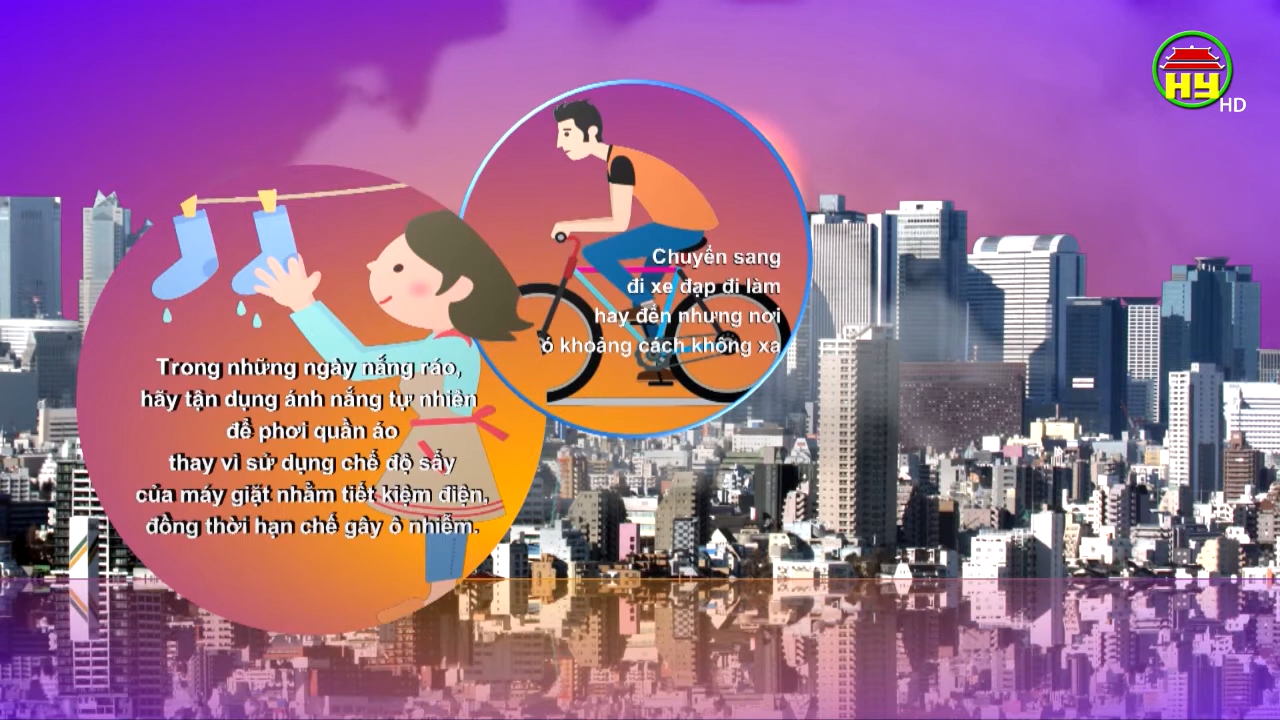 HY
HD
Chuyển sang
đi xe đạp đi làm
hay đến những nơi
ó khoảng cách không xa
Trong những ngày nắng ráo,
hãy tận dụng ánh nắng tự nhiên
để phơi quần áo
thay vì sử dụng chế độ sấy
của máy giặt nhằm tiết kiệm điện,
đồng thời hạn chế gây ô nhiễm.